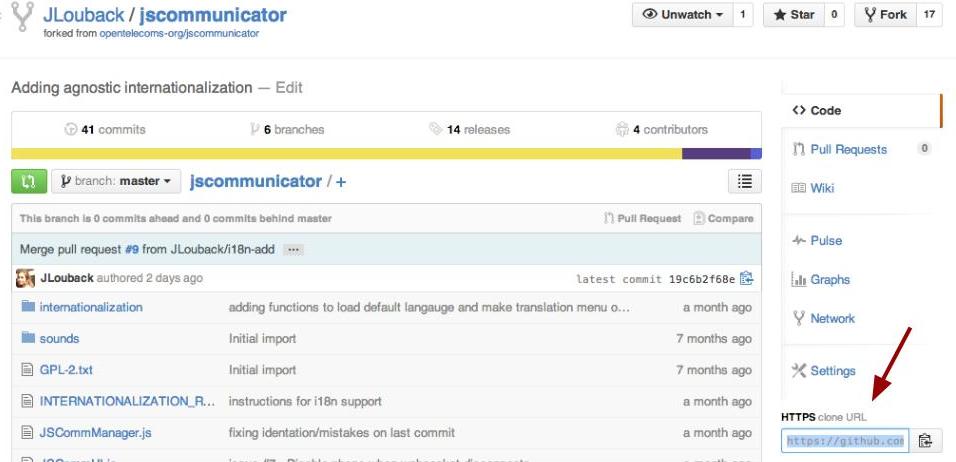 JLouback / jscommunicator
forked from opentelecoms-org/jscommunicator
Unwatch 1 Star 0 Fork 17
Adding agnostic internationalization — Edit
41 commits 6 branches 14 releases 4 contributors
branch: master jscommunicator / +
This branch is 0 commits ahead and 0 commits behind master Pull Request Compare
Merge pull request #9 from JLouback/i18n-add ...
JLouback authored 2 days ago latest commit 19c6b2f68e
internationalization adding functions to load default langauge and make translation menu o... a month ago
sounds Initial import 7 months ago
GPL-2.txt Initial import 7 months ago
INTERNATIONALIZATION_R... instructions for i18n support a month ago
JSCommManager.js fixing identation/mistakes on last commit a month ago
Code
Pull Requests 0
Wiki
Pulse
Graphs
Network
Settings
HTTPS clone URL
https://github.com